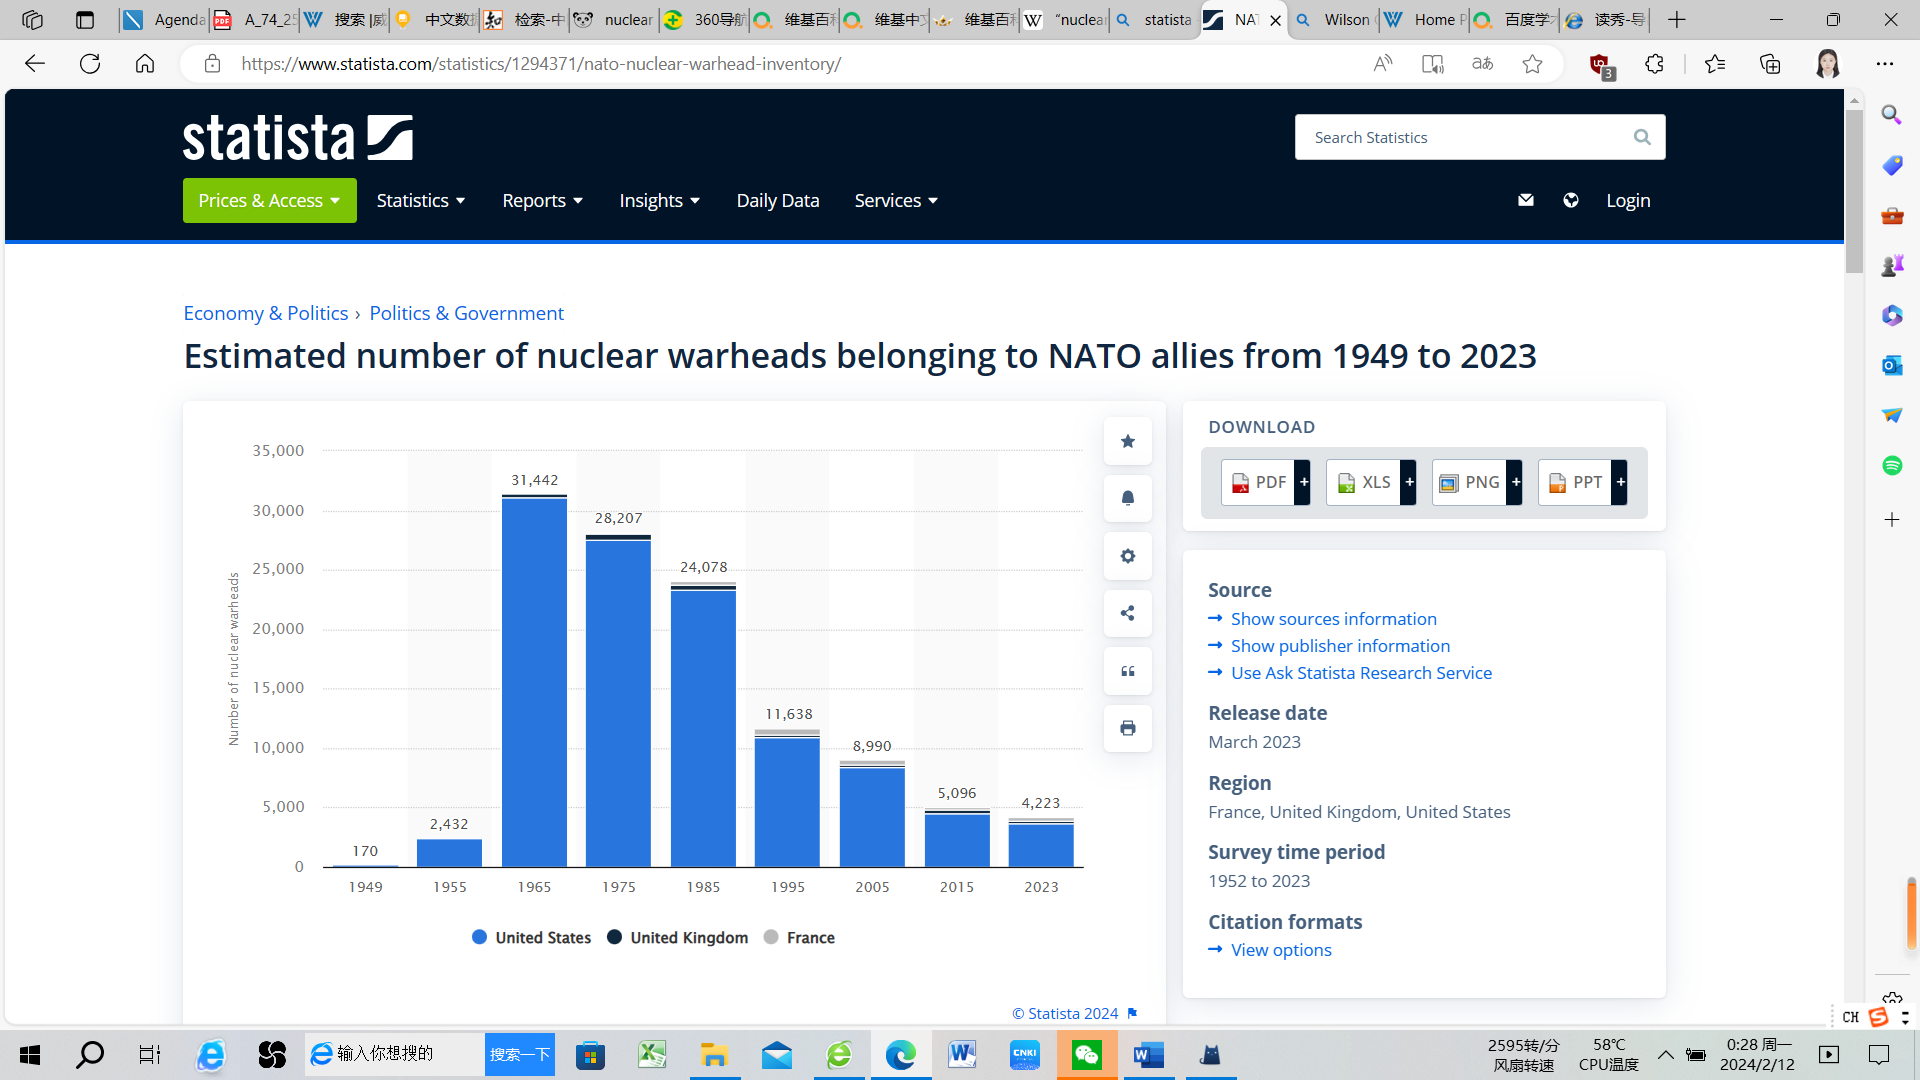 Agenda
A_74_25
搜索 |威
中文数据
检索-中
nuclear
360导航
维基百科
维基中文
维基百科
"nuclear
statista
NAT
Wilson
Home P
百度学术
读秀-导
https://www.statista.com/statistics/1294371/nato-nuclear-warhead-inventory/
3
statista
Search Statistics
Prices & Access
Statistics
Reports
Insights
Daily Data
Services
Login
Economy & Politics › Politics & Government
Estimated number of nuclear warheads belonging to NATO allies from 1949 to 2023
Number of nuclear warheads
35,000
30,000
25,000
20,000
15,000
10,000
5,000
0
170
2,432
31,442
28,207
24,078
11,638
8,990
5,096
4,223
1949
1955
1965
1975
1985
1995
2005
2015
2023
United States
United Kingdom
France
© Statista 2024
DOWNLOAD
PDF +
XLS +
PNG +
PPT +
Source
Show sources information
Show publisher information
Use Ask Statista Research Service
Release date
March 2023
Region
France, United Kingdom, United States
Survey time period
1952 to 2023
Citation formats
View options
CH
输入你想搜的
搜索一下
CNKI
2595转/分
风扇转速
58℃
CPU温度
0:28 周一
2024/2/12